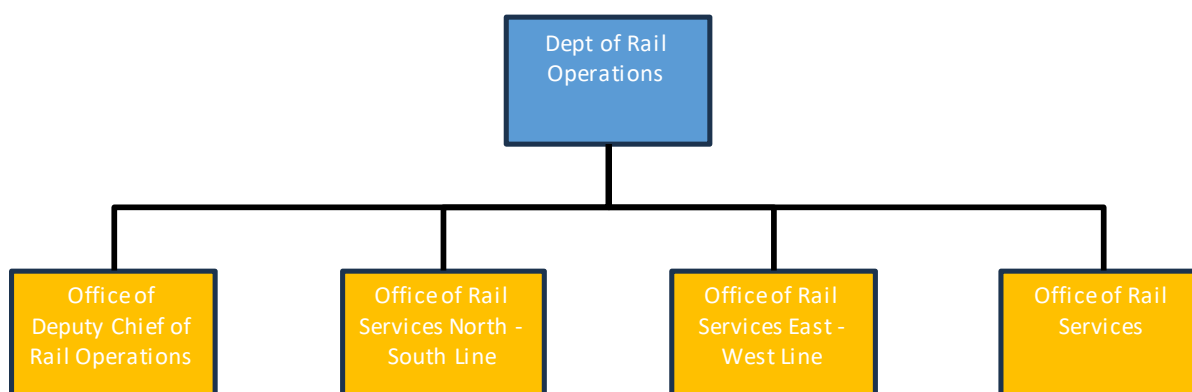 Dept of Rail
Operations
Office of
Deputy Chief of
Rail Operations
Office of Rail
Services North -
South Line
Office of Rail
Services East -
West Line
Office of Rail
Services